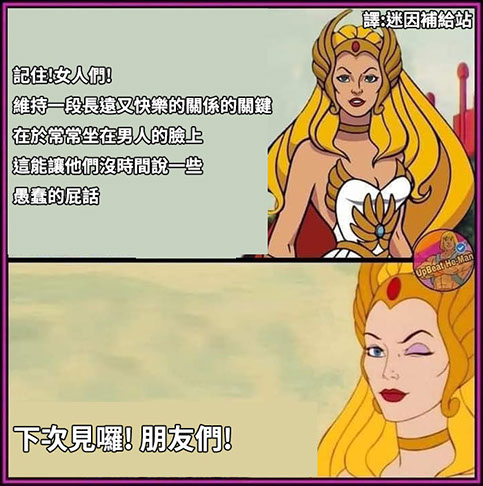 譯:迷因補給站
記住!女人們!
維持一段長遠又快樂的關係的關鍵
在於常常坐在男人的臉上
這能讓他們沒時間說一些
愚蠢的屁話
UpBeat He-Man
下次見囉! 朋友們!